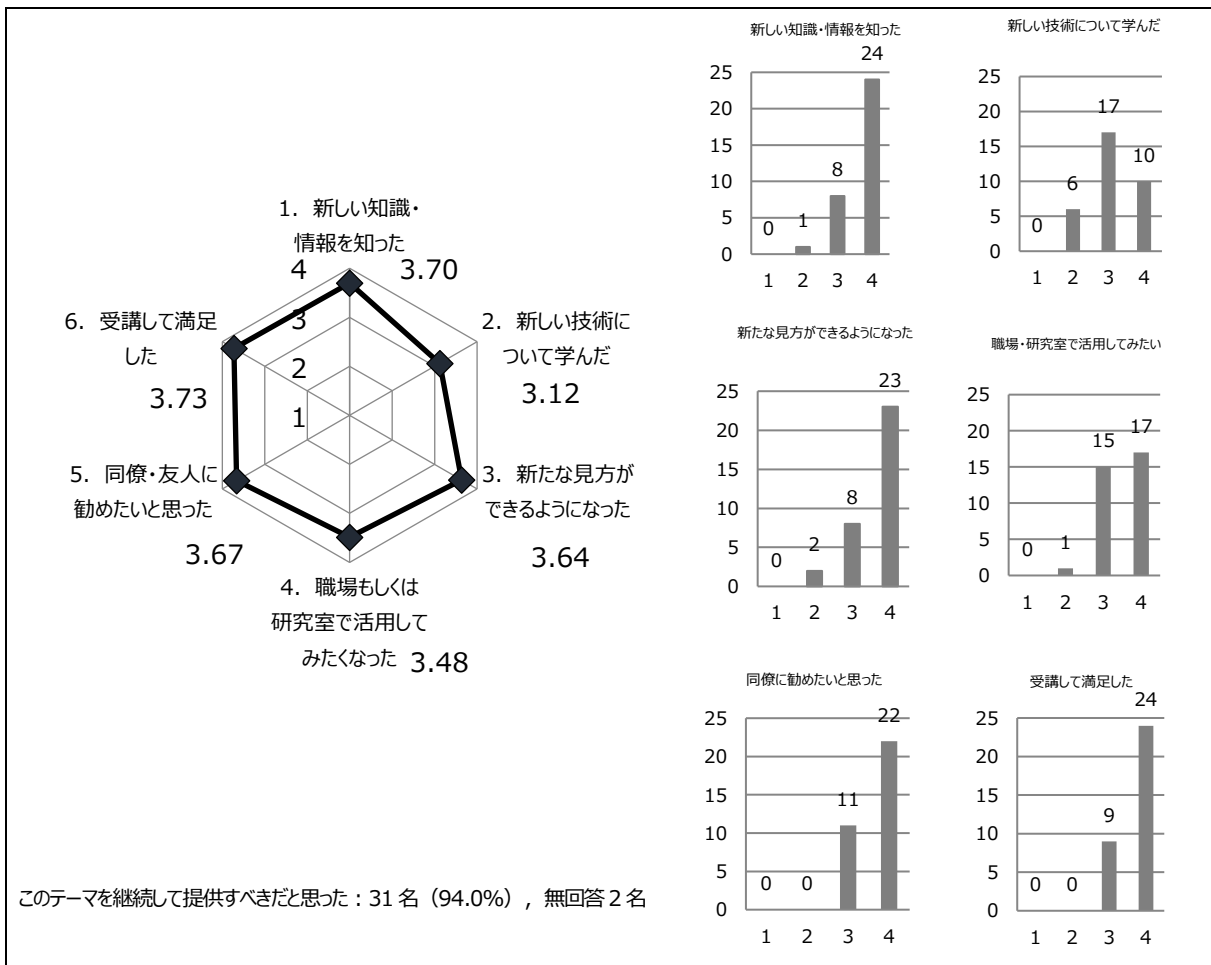 1. 新しい知識・
情報を知った
3.70
4
3
2
1
2. 新しい技術に
ついて学んだ
3.12
3. 新たな見方が
できるようになった
3.64
4. 職場もしくは
研究室で活用して
みたくなった 3.48
5. 同僚・友人に
勧めたいと思った
3.67
6. 受講して満足
した
3.73
このテーマを継続して提供すべきだと思った：31 名（94.0%），無回答 2 名
新しい知識・情報を知った
25
20
15
10
5
0
0
1
8
24
1 2 3 4
新しい技術について学んだ
25
20
15
10
5
0
0
6
17
10
1 2 3 4
新たな見方ができるようになった
25
20
15
10
5
0
0
2
8
23
1 2 3 4
職場・研究室で活用してみたい
25
20
15
10
5
0
0
1
15
17
1 2 3 4
同僚に勧めたいと思った
25
20
15
10
5
0
0
0
11
22
1 2 3 4
受講して満足した
25
20
15
10
5
0
0
0
9
24
1 2 3 4